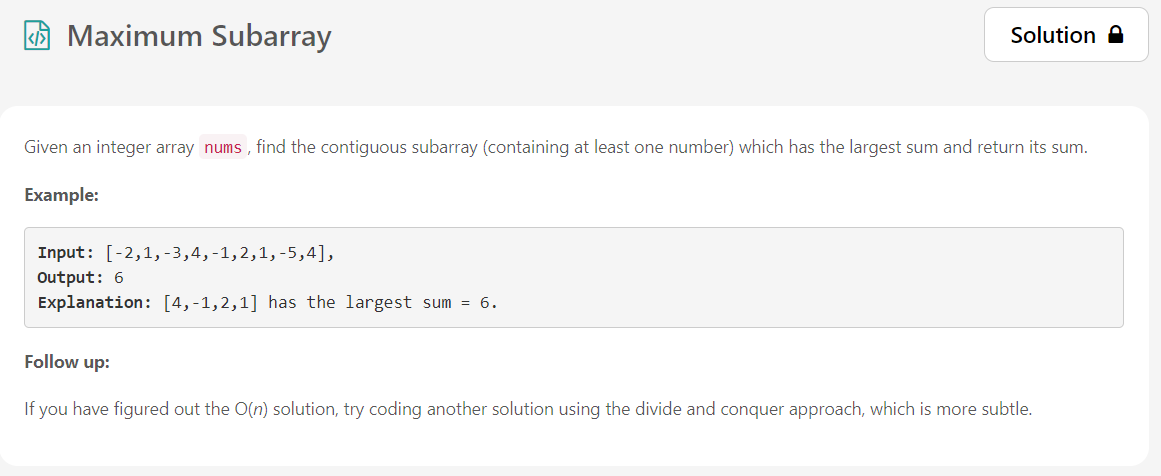 Maximum Subarray
Solution
Given an integer array nums, find the contiguous subarray (containing at least one number) which has the largest sum and return its sum.
Example:
Input: [-2,1,-3,4,-1,2,1,-5,4],
Output: 6
Explanation: [4,-1,2,1] has the largest sum = 6.
Follow up:
If you have figured out the O(n) solution, try coding another solution using the divide and conquer approach, which is more subtle.